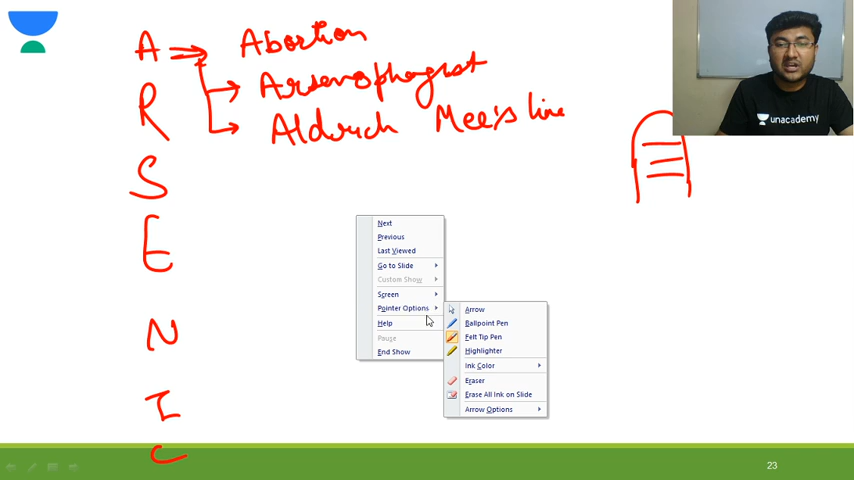 A ⇒ Abortion
→ Arsenophagist
R → Aldrich Mee's line
unacademy
S
E
N
I
C
Next
Previous
Last Viewed
Go to Slide
Custom Show
Screen
Pointer Options
Help
Pause
End Show
Arrow
Ballpoint Pen
Felt Tip Pen
Highlighter
Ink Color
Eraser
Erase All Ink on Slide
Arrow Options
23